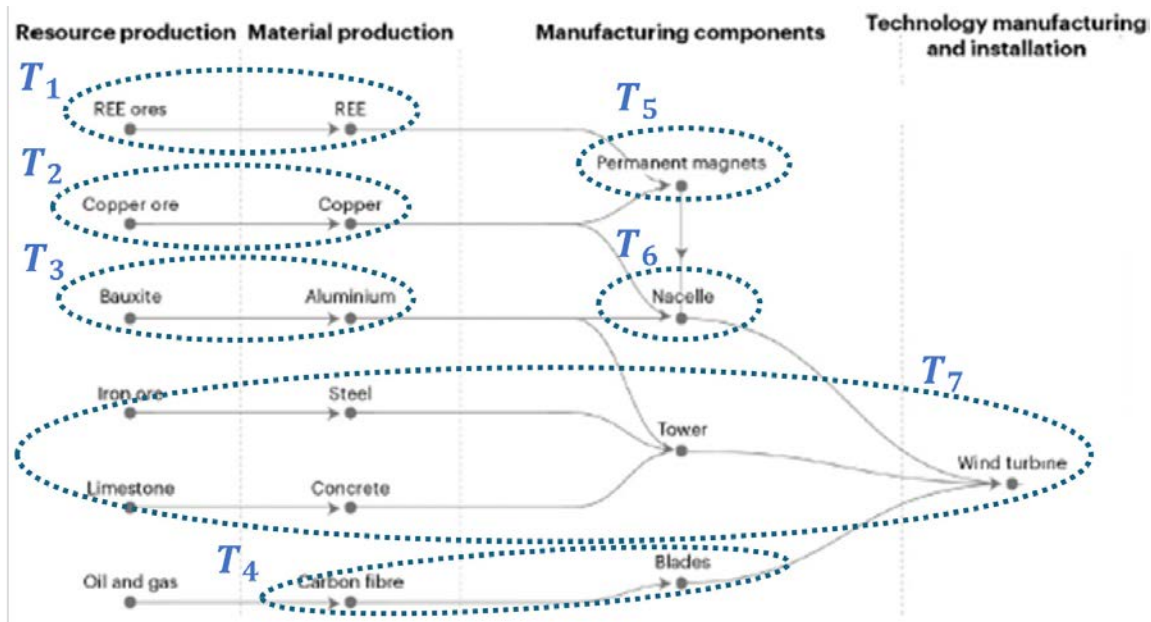 Resource production
Material production
Manufacturing components
Technology manufacturing
and installation
T1
REE ores
REE
T5
Permanent magnets
T2
Copper ore
Copper
T6
T3
Bauxite
Aluminium
Nacelle
T7
Iron ore
Steel
Tower
Wind turbine
Limestone
Concrete
T4
Oil and gas
Carbon fibre
Blades